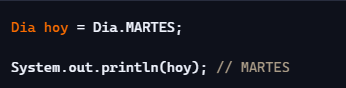 Dia hoy = Dia.MARTES;
System.out.println(hoy); // MARTES